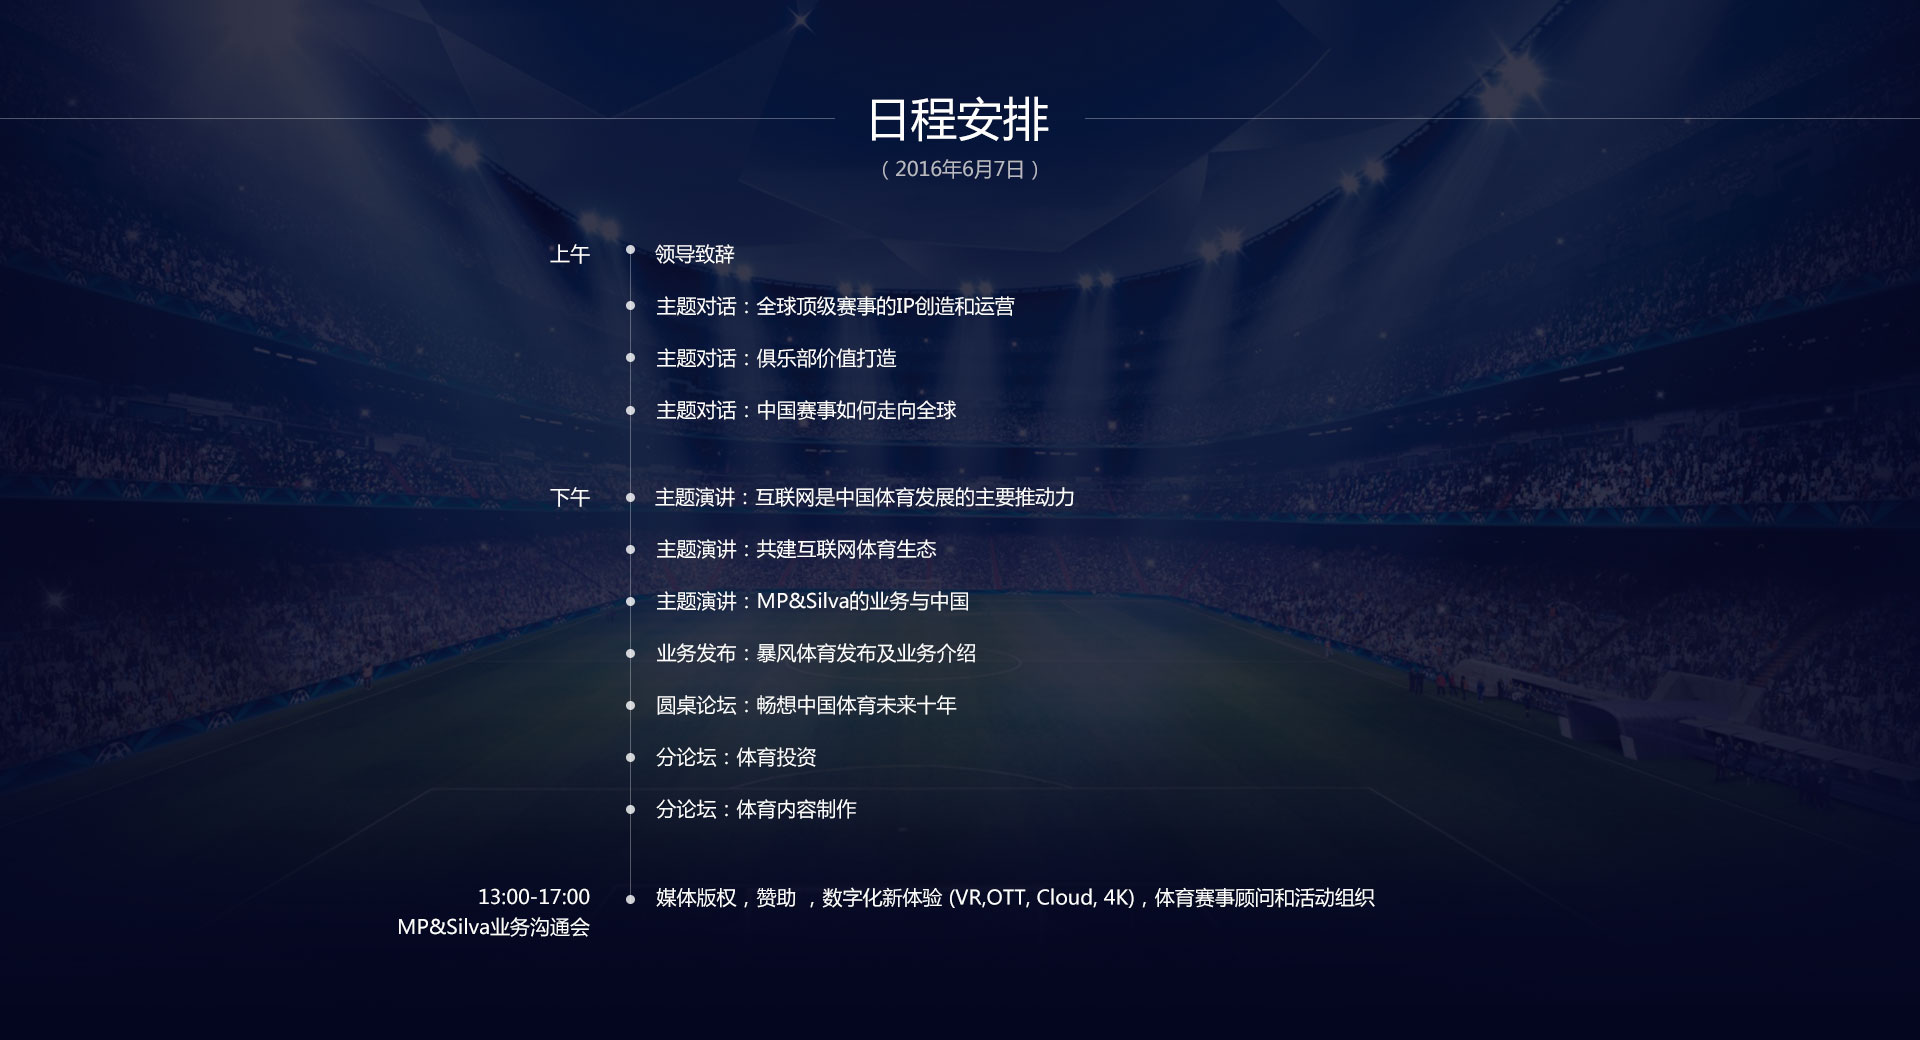 日程安排
（2016年6月7日）
上午
领导致辞
主题对话：全球顶级赛事的IP创造和运营
主题对话：俱乐部价值打造
主题对话：中国赛事如何走向全球
下午
主题演讲：互联网是中国体育发展的主要推动力
主题演讲：共建互联网体育生态
主题演讲：MP&Silva的业务与中国
业务发布：暴风体育发布及业务介绍
圆桌论坛：畅想中国体育未来十年
分论坛：体育投资
分论坛：体育内容制作
13:00-17:00
MP&Silva业务沟通会
媒体版权，赞助 ，数字化新体验 (VR,OTT, Cloud, 4K)，体育赛事顾问和活动组织